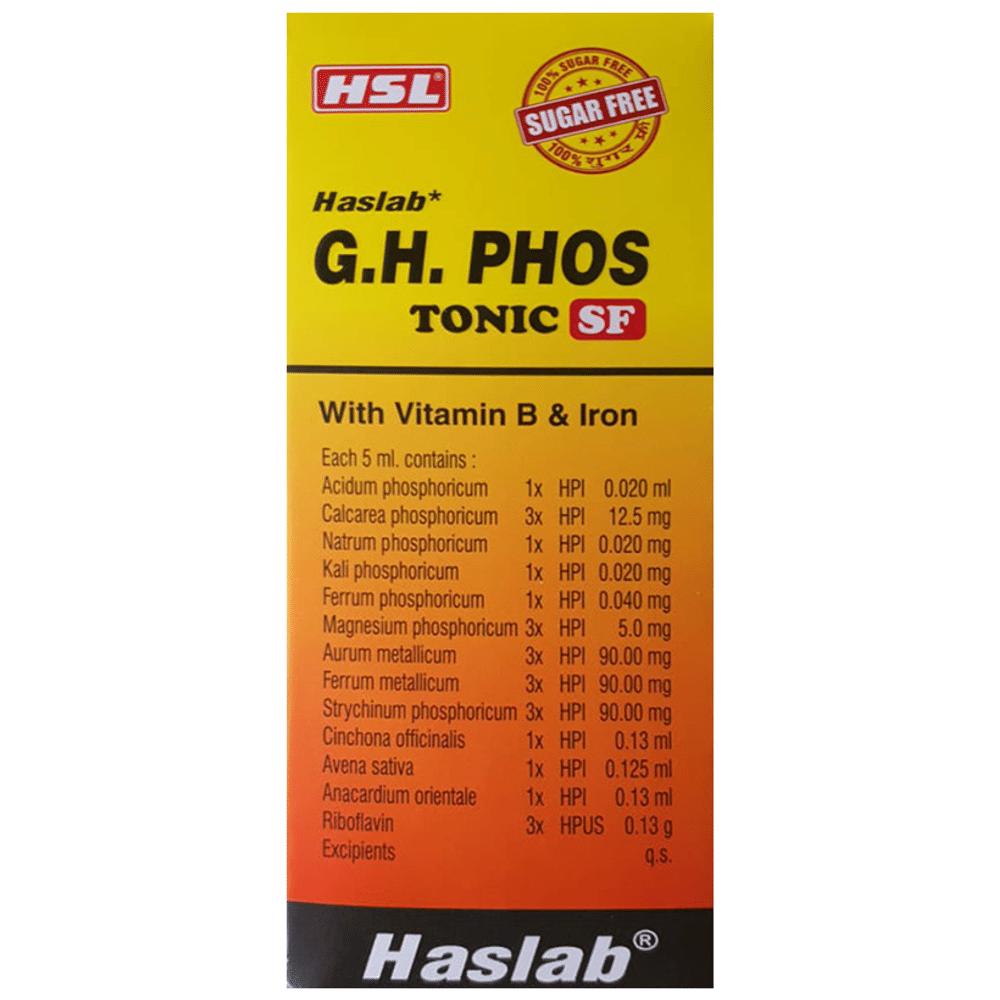 HSL®
100% SUGAR FREE
SUGAR FREE
100% शुगर फ्री
Haslab*
G.H. PHOS
TONIC SF
With Vitamin B & Iron
Each 5 ml. contains :
Acidum phosphoricum 1x HPI 0.020 ml
Calcarea phosphoricum 3x HPI 12.5 mg
Natrum phosphoricum 1x HPI 0.020 mg
Kali phosphoricum 1x HPI 0.020 mg
Ferrum phosphoricum 1x HPI 0.040 mg
Magnesium phosphoricum 3x HPI 5.0 mg
Aurum metallicum 3x HPI 90.00 mg
Ferrum metallicum 3x HPI 90.00 mg
Strychinum phosphoricum 3x HPI 90.00 mg
Cinchona officinalis 1x HPI 0.13 ml
Avena sativa 1x HPI 0.125 ml
Anacardium orientale 1x HPI 0.13 ml
Riboflavin 3x HPUS 0.13 g
Excipients q.s.
Haslab®